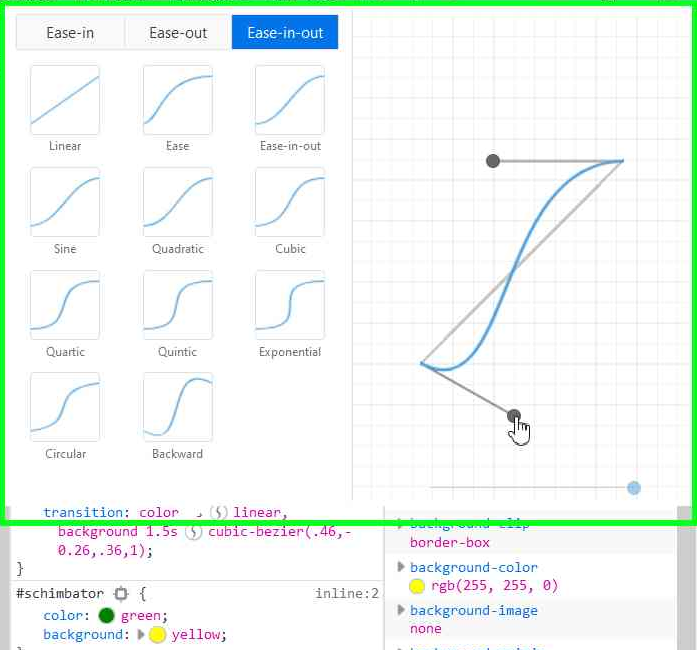 Ease-in Ease-out Ease-in-out
Linear Ease Ease-in-out
Sine Quadratic Cubic
Quartic Quintic Exponential
Circular Backward
transition: color linear,
background 1.5s cubic-bezier(.46,-
0.26,.36,1);
}
#schimbator { inline:2
color: green;
background: yellow;
background-clip
border-box
background-color
rgb(255, 255, 0)
background-image
none